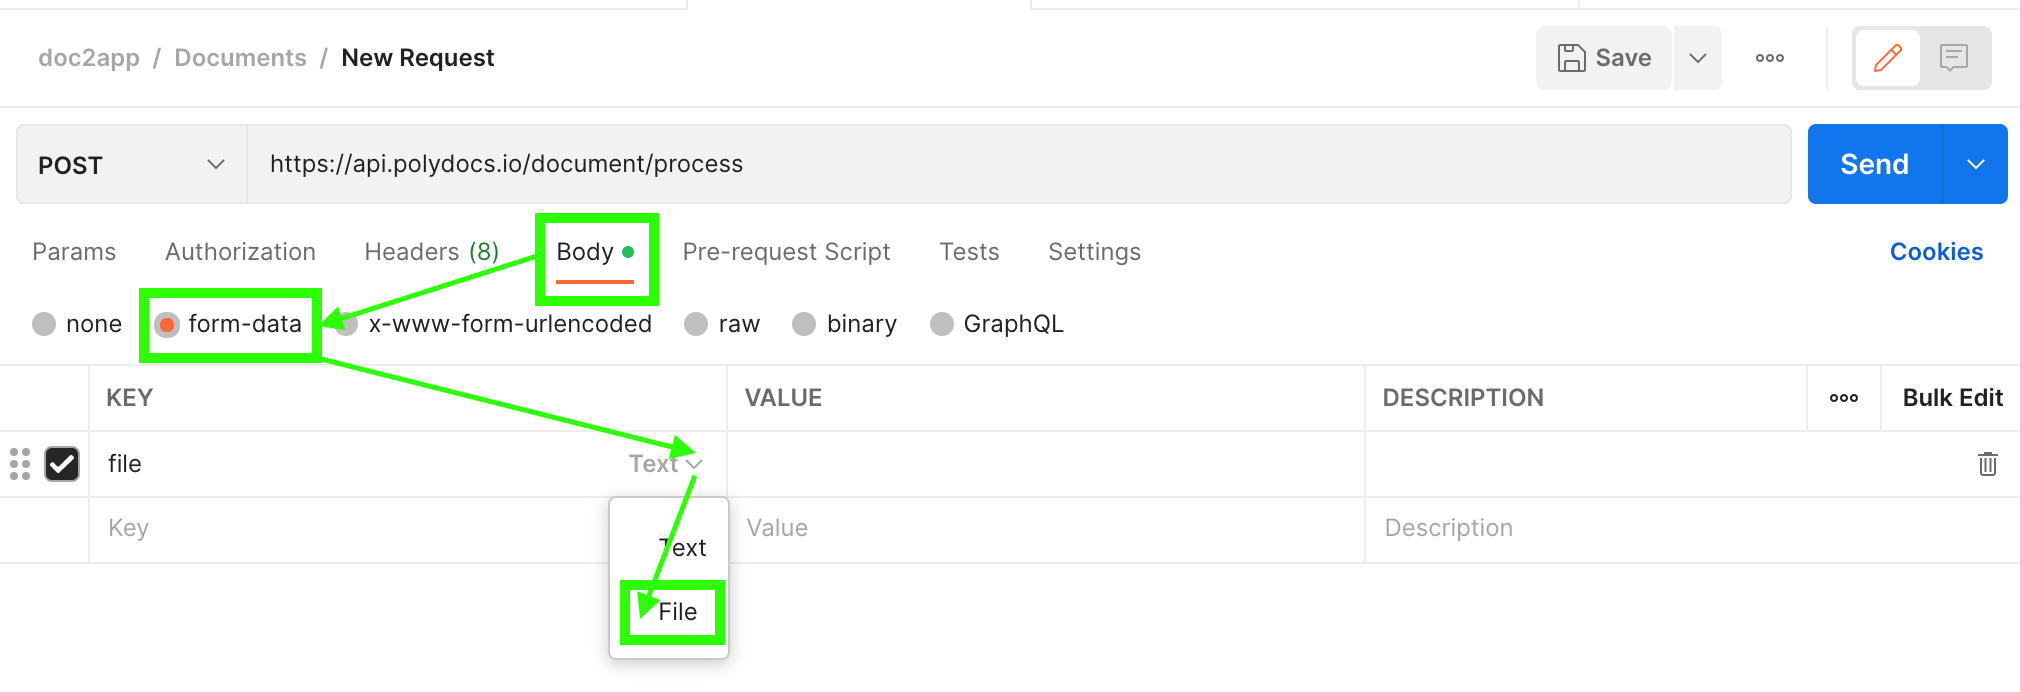 doc2app / Documents / New Request
Save
POST
https://api.polydocs.io/document/process
Send
Params Authorization Headers (8) Body Pre-request Script Tests Settings Cookies
none form-data x-www-form-urlencoded raw binary GraphQL
KEY VALUE DESCRIPTION Bulk Edit
file Text
Key Value Description
Text
File